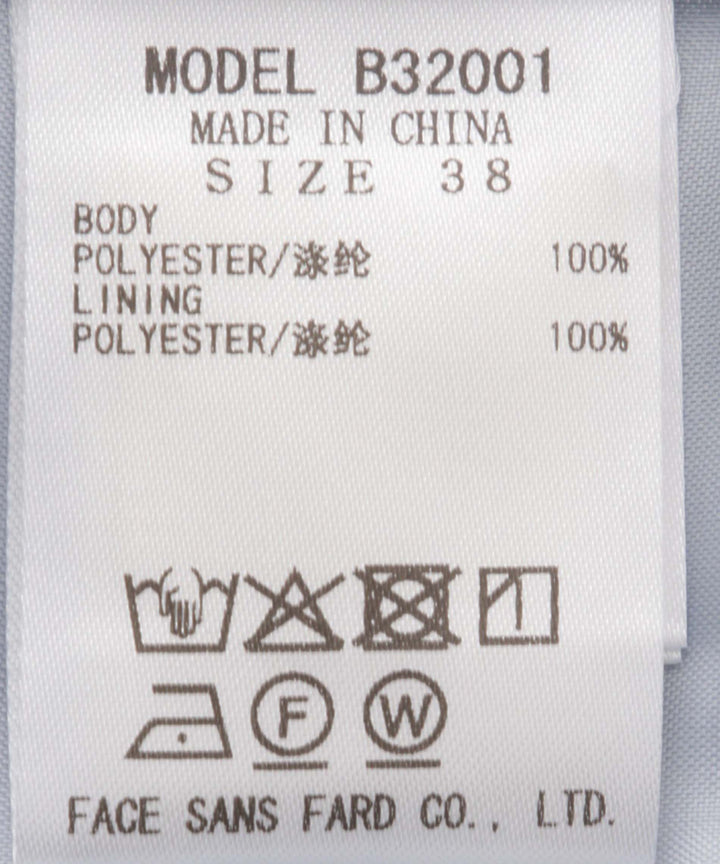 MODEL B32001
MADE IN CHINA
SIZE 38
BODY
POLYESTER/涤纶 100%
LINING
POLYESTER/涤纶 100%
F W
FACE SANS FARD CO., LTD.